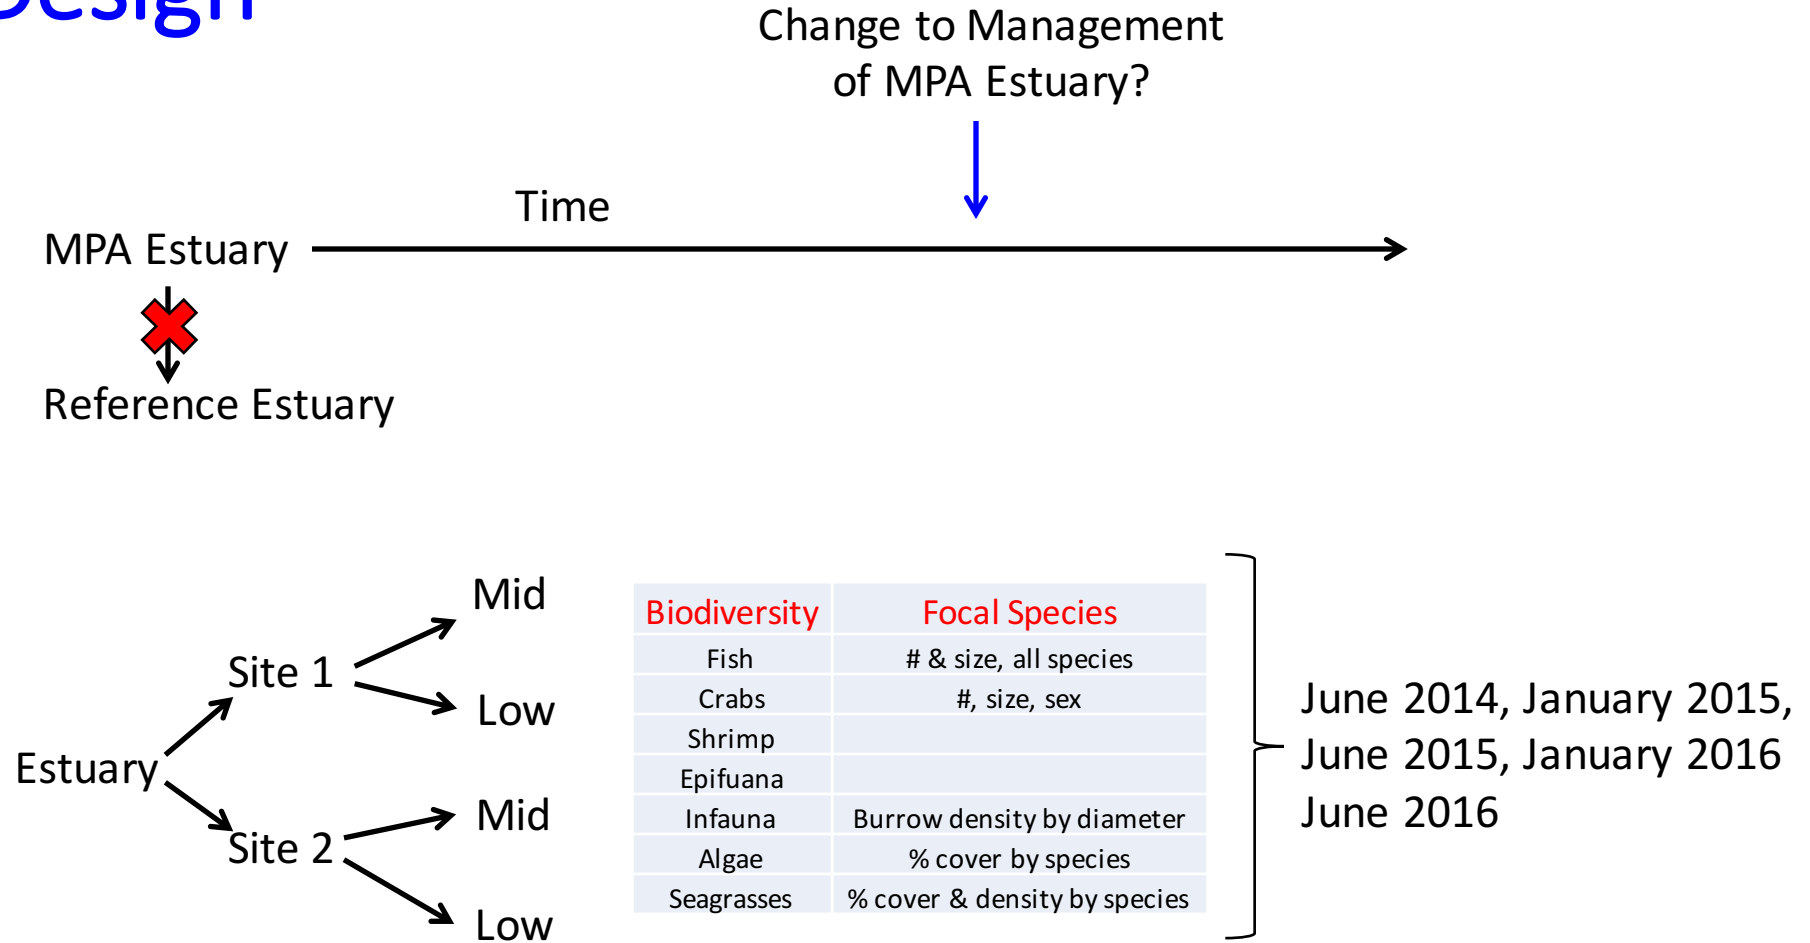 Design
Change to Management
of MPA Estuary?
Time
MPA Estuary
Reference Estuary
Mid
Site 1
Low
Estuary
Mid
Site 2
Low
Biodiversity Focal Species
Fish # & size, all species
Crabs #, size, sex
Shrimp
Epifuana
Infauna Burrow density by diameter
Algae % cover by species
Seagrasses % cover & density by species
June 2014, January 2015,
June 2015, January 2016
June 2016